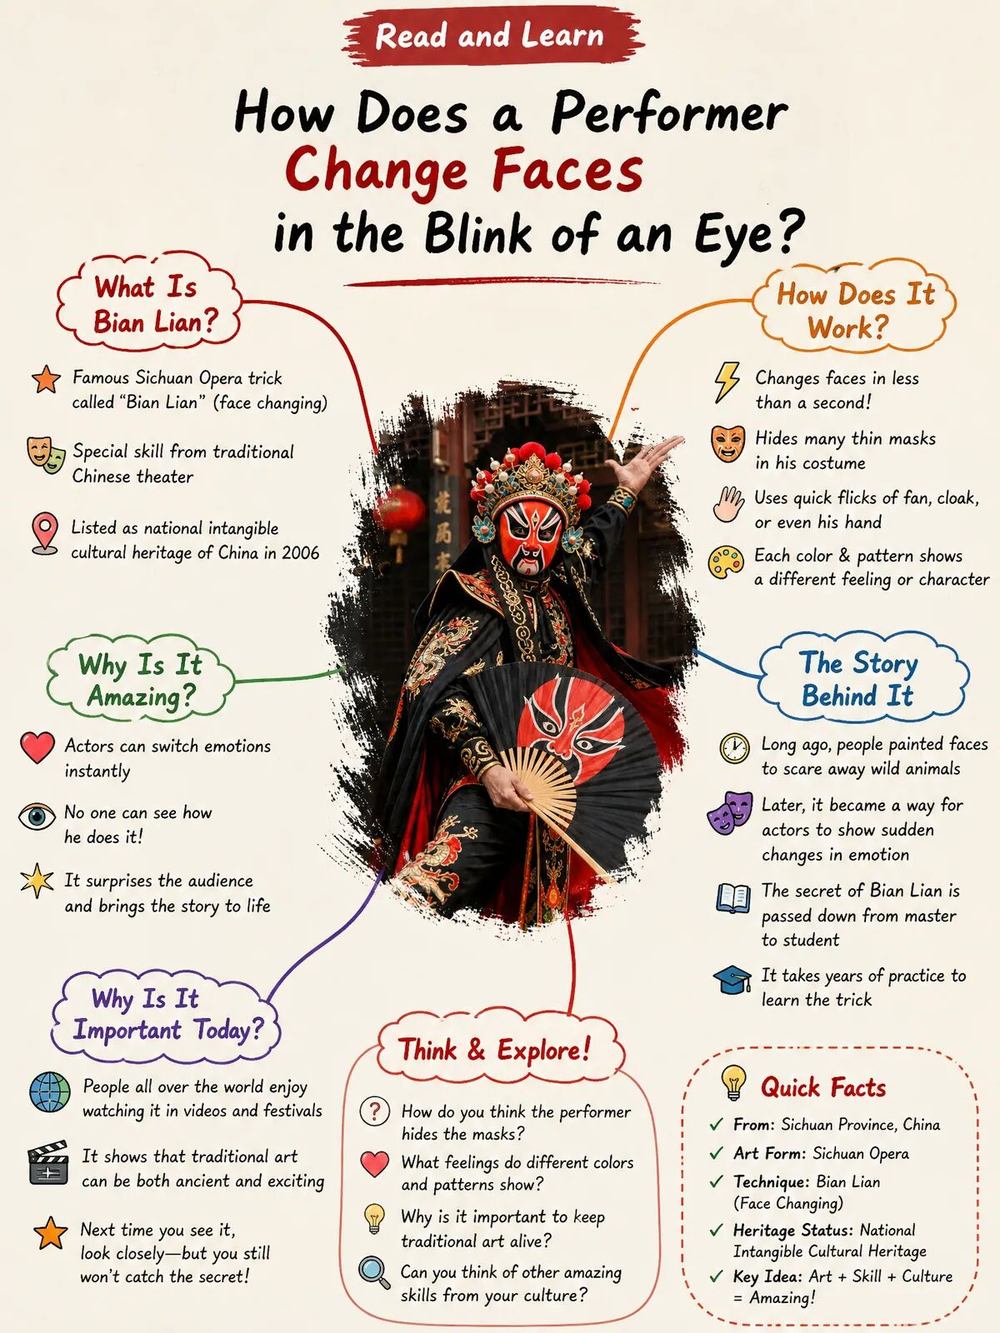 Read and Learn
How Does a Performer
Change Faces
in the Blink of an Eye?
What Is
Bian Lian?
Famous Sichuan Opera trick
called “Bian Lian” (face changing)
Special skill from traditional
Chinese theater
Listed as national intangible
cultural heritage of China in 2006
How Does It
Work?
Changes faces in less
than a second!
Hides many thin masks
in his costume
Uses quick flicks of fan, cloak,
or even his hand
Each color & pattern shows
a different feeling or character
Why Is It
Amazing?
Actors can switch emotions
instantly
No one can see how
he does it!
It surprises the audience
and brings the story to life
The Story
Behind It
Long ago, people painted faces
to scare away wild animals
Later, it became a way for
actors to show sudden
changes in emotion
The secret of Bian Lian is
passed down from master
to student
It takes years of practice to
learn the trick
Why Is It
Important Today?
People all over the world enjoy
watching it in videos and festivals
It shows that traditional art
can be both ancient and exciting
Next time you see it,
look closely—but you still
won't catch the secret!
Think & Explore!
How do you think the performer
hides the masks?
What feelings do different colors
and patterns show?
Why is it important to keep
traditional art alive?
Can you think of other amazing
skills from your culture?
Quick Facts
From: Sichuan Province, China
Art Form: Sichuan Opera
Technique: Bian Lian
(Face Changing)
Heritage Status: National
Intangible Cultural Heritage
Key Idea: Art + Skill + Culture
= Amazing!